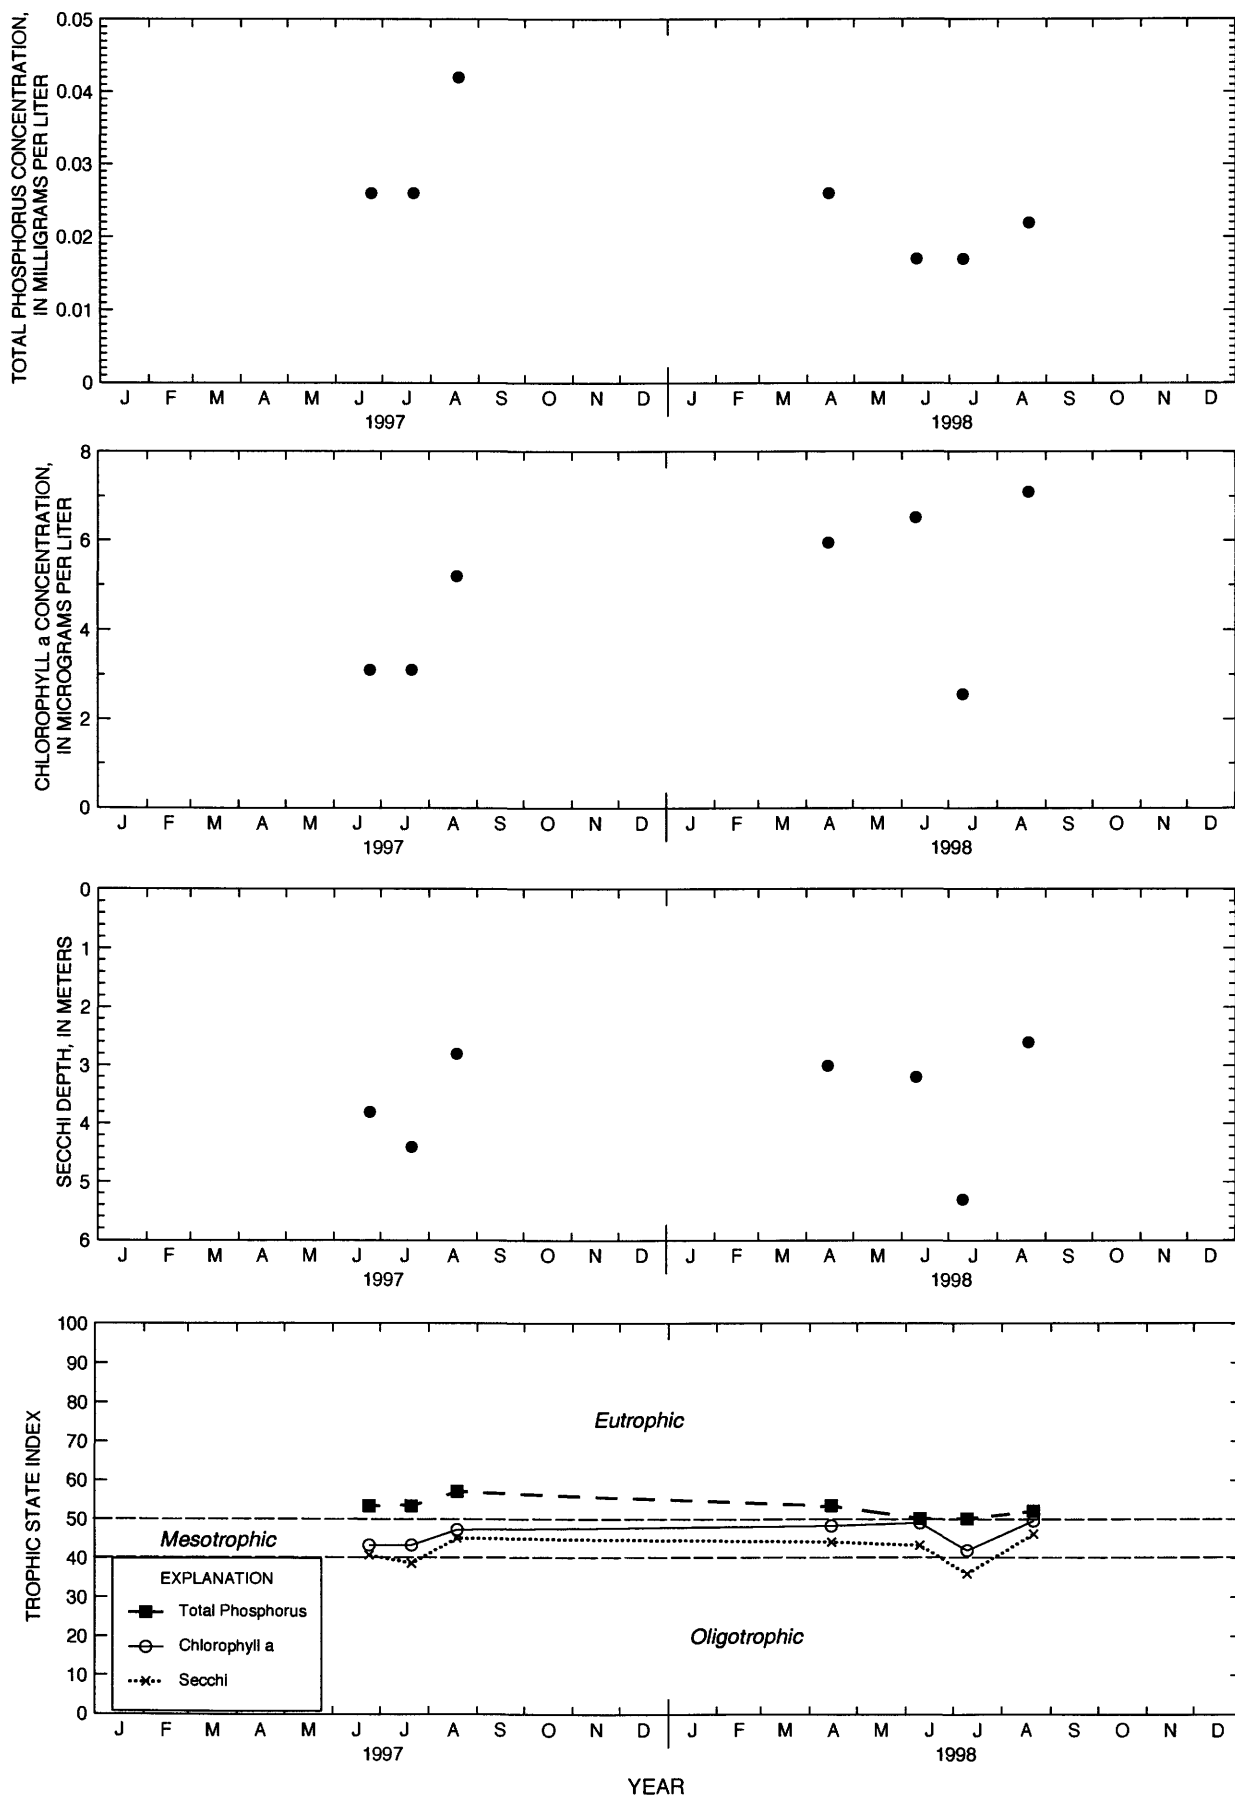 TOTAL PHOSPHORUS CONCENTRATION,
IN MILLIGRAMS PER LITER
0.05
0.04
0.03
0.02
0.01
0
J F M A M J J A S O N D J F M A M J J A S O N D
1997 1998
CHLOROPHYLL a CONCENTRATION,
IN MICROGRAMS PER LITER
8
6
4
2
0
J F M A M J J A S O N D J F M A M J J A S O N D
1997 1998
SECCHI DEPTH, IN METERS
0
1
2
3
4
5
6
J F M A M J J A S O N D J F M A M J J A S O N D
1997 1998
TROPHIC STATE INDEX
100
90
80
70
60
50
40
30
20
10
0
Eutrophic
Mesotrophic
Oligotrophic
EXPLANATION
Total Phosphorus
Chlorophyll a
Secchi
J F M A M J J A S O N D J F M A M J J A S O N D
1997 1998
YEAR